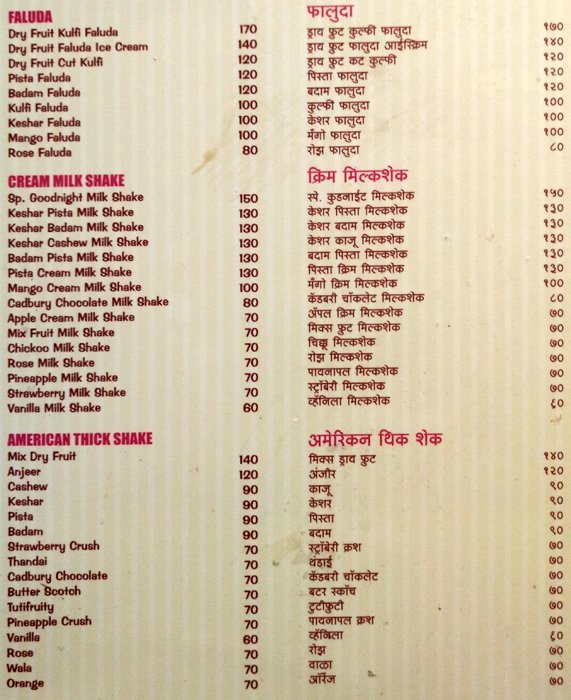 FALUDA
Dry Fruit Kulfi Faluda 170
Dry Fruit Faluda Ice Cream 140
Dry Fruit Cut Kulfi 120
Pista Faluda 120
Badam Faluda 120
Kulfi Faluda 100
Keshar Faluda 100
Mango Faluda 100
Rose Faluda 80
CREAM MILK SHAKE
Sp. Goodnight Milk Shake 150
Keshar Pista Milk Shake 130
Keshar Badam Milk Shake 130
Keshar Cashew Milk Shake 130
Badam Pista Milk Shake 130
Pista Cream Milk Shake 130
Mango Cream Milk Shake 100
Cadbury Chocolate Milk Shake 80
Apple Cream Milk Shake 70
Mix Fruit Milk Shake 70
Chickoo Milk Shake 70
Rose Milk Shake 70
Pineapple Milk Shake 70
Strawberry Milk Shake 70
Vanilla Milk Shake 60
AMERICAN THICK SHAKE
Mix Dry Fruit 140
Anjeer 120
Cashew 90
Keshar 90
Pista 90
Badam 90
Strawberry Crush 70
Thandai 70
Cadbury Chocolate 70
Butter Scotch 70
Tutifruity 70
Pineapple Crush 70
Vanilla 60
Rose 70
Wala 70
Orange 70
फालुदा
ड्राय फ्रुट कुल्फी फालुदा १७०
ड्राय फ्रुट फालुदा आईस्क्रिम १४०
ड्राय फ्रुट कट कुल्फी १२०
पिस्ता फालुदा १२०
बदाम फालुदा १२०
कुल्फी फालुदा १००
केशर फालुदा १००
मँगो फालुदा १००
रोझ फालुदा ८०
क्रिम मिल्कशेक
स्पे. गुडनाईट मिल्कशेक १५०
केशर पिस्ता मिल्कशेक १३०
केशर बदाम मिल्कशेक १३०
केशर काजू मिल्कशेक १३०
बदाम पिस्ता मिल्कशेक १३०
पिस्ता क्रिम मिल्कशेक १३०
मँगो क्रिम मिल्कशेक १००
कॅडबरी चॉकलेट मिल्कशेक ८०
ॲपल क्रिम मिल्कशेक ७०
मिक्स फ्रुट मिल्कशेक ७०
चिक्कू मिल्कशेक ७०
रोझ मिल्कशेक ७०
पायनापल मिल्कशेक ७०
स्ट्रॉबेरी मिल्कशेक ७०
व्हॅनिला मिल्कशेक ६०
अमेरिकन थिक शेक
मिक्स ड्राय फ्रुट १४०
अंजीर १२०
काजू ९०
केशर ९०
पिस्ता ९०
बदाम ९०
स्ट्रॉबेरी क्रश ७०
थंडाई ७०
कॅडबरी चॉकलेट ७०
बटर स्कॉच ७०
टुटीफ्रुटी ७०
पायनापल क्रश ७०
व्हॅनिला ६०
रोझ ७०
वाळा ७०
ऑरेंज ७०